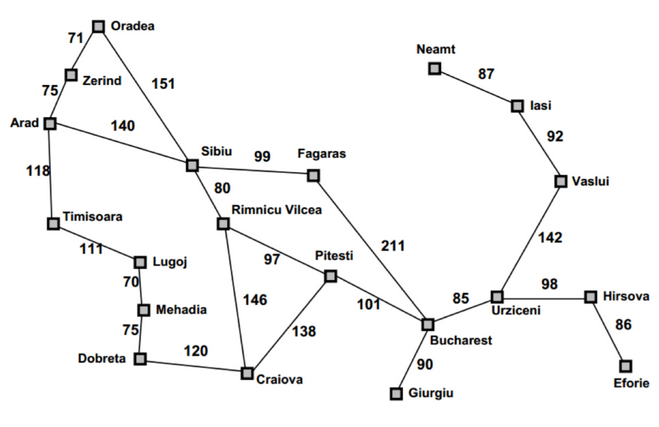 Oradea
71
Neamt
Zerind
87
151
75
Iasi
Arad
140
92
Sibiu
99
Fagaras
118
80
Vaslui
Timisoara
Rimnicu Vilcea
111
211
142
Lugoj
97
Pitesti
70
98
Hirsova
146
101
85
Mehadia
Urziceni
75
138
86
Bucharest
120
Dobreta
90
Craiova
Eforie
Giurgiu